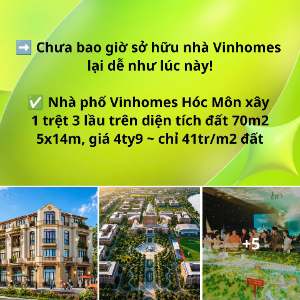 ➡️ Chưa bao giờ sở hữu nhà Vinhomes
lại dễ như lúc này!
✅ Nhà phố Vinhomes Hóc Môn xây
1 trệt 3 lầu trên diện tích đất 70m2
5x14m, giá 4ty9 ~ chỉ 41tr/m2 đất
+5